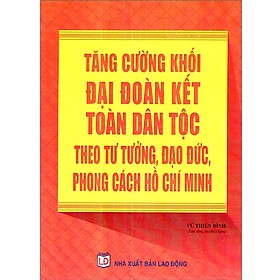 TĂNG CƯỜNG KHỐI
ĐẠI ĐOÀN KẾT
TOÀN DÂN TỘC
THEO TƯ TƯỞNG, ĐẠO ĐỨC,
PHONG CÁCH HỒ CHÍ MINH
VŨ THIÊN BÌNH
NHÀ XUẤT BẢN LAO ĐỘNG